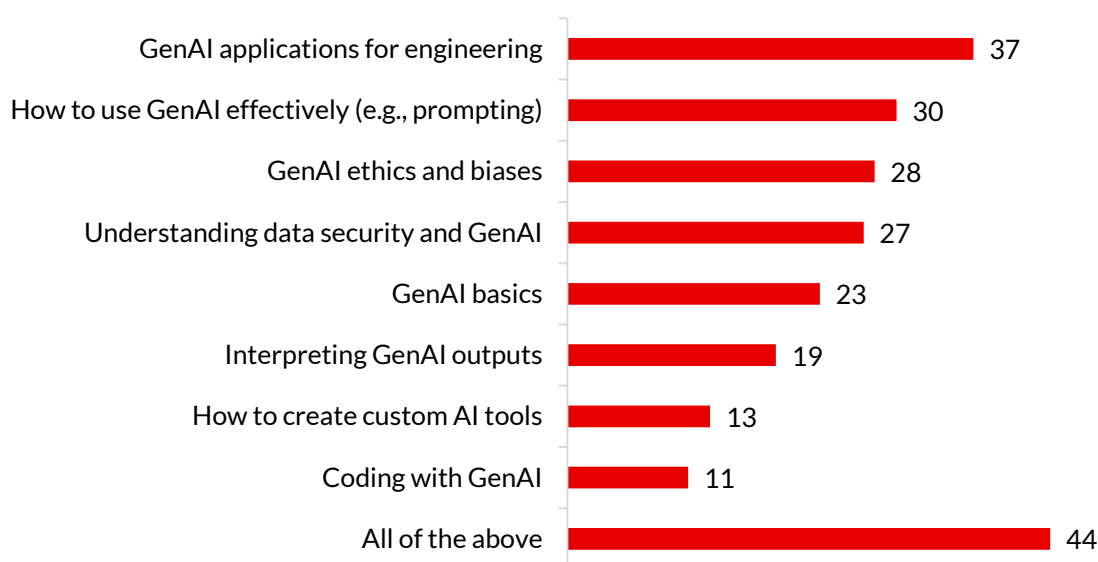 GenAI applications for engineering 37
How to use GenAI effectively (e.g., prompting) 30
GenAI ethics and biases 28
Understanding data security and GenAI 27
GenAI basics 23
Interpreting GenAI outputs 19
How to create custom AI tools 13
Coding with GenAI 11
All of the above 44